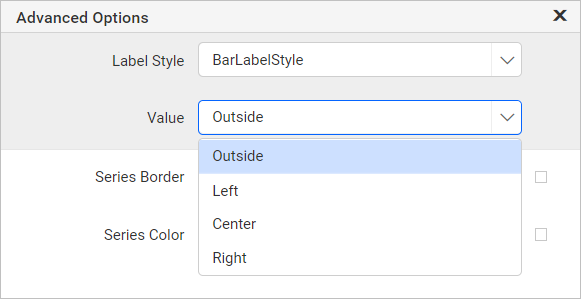 Advanced Options
Label Style BarLabelStyle
Value Outside
Outside
Series Border
Left
Center
Series Color
Right